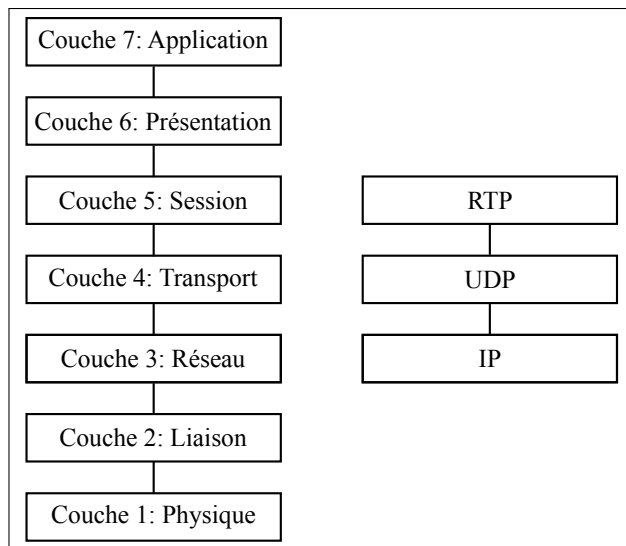 Couche 7: Application
Couche 6: Présentation
Couche 5: Session
RTP
Couche 4: Transport
UDP
Couche 3: Réseau
IP
Couche 2: Liaison
Couche 1: Physique